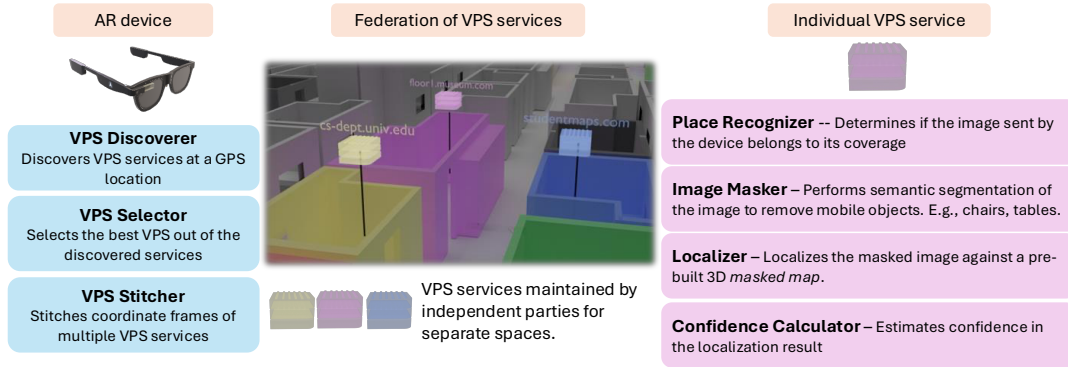 AR device
VPS Discoverer
Discovers VPS services at a GPS
location
VPS Selector
Selects the best VPS out of the
discovered services
VPS Stitcher
Stitches coordinate frames of
multiple VPS services
Federation of VPS services
floor1.museum.com
cs-dept.univ.edu
studentmaps.com
VPS services maintained by
independent parties for
separate spaces.
Individual VPS service
Place Recognizer -- Determines if the image sent by
the device belongs to its coverage
Image Masker – Performs semantic segmentation of
the image to remove mobile objects. E.g., chairs, tables.
Localizer – Localizes the masked image against a pre-
built 3D masked map.
Confidence Calculator – Estimates confidence in
the localization result